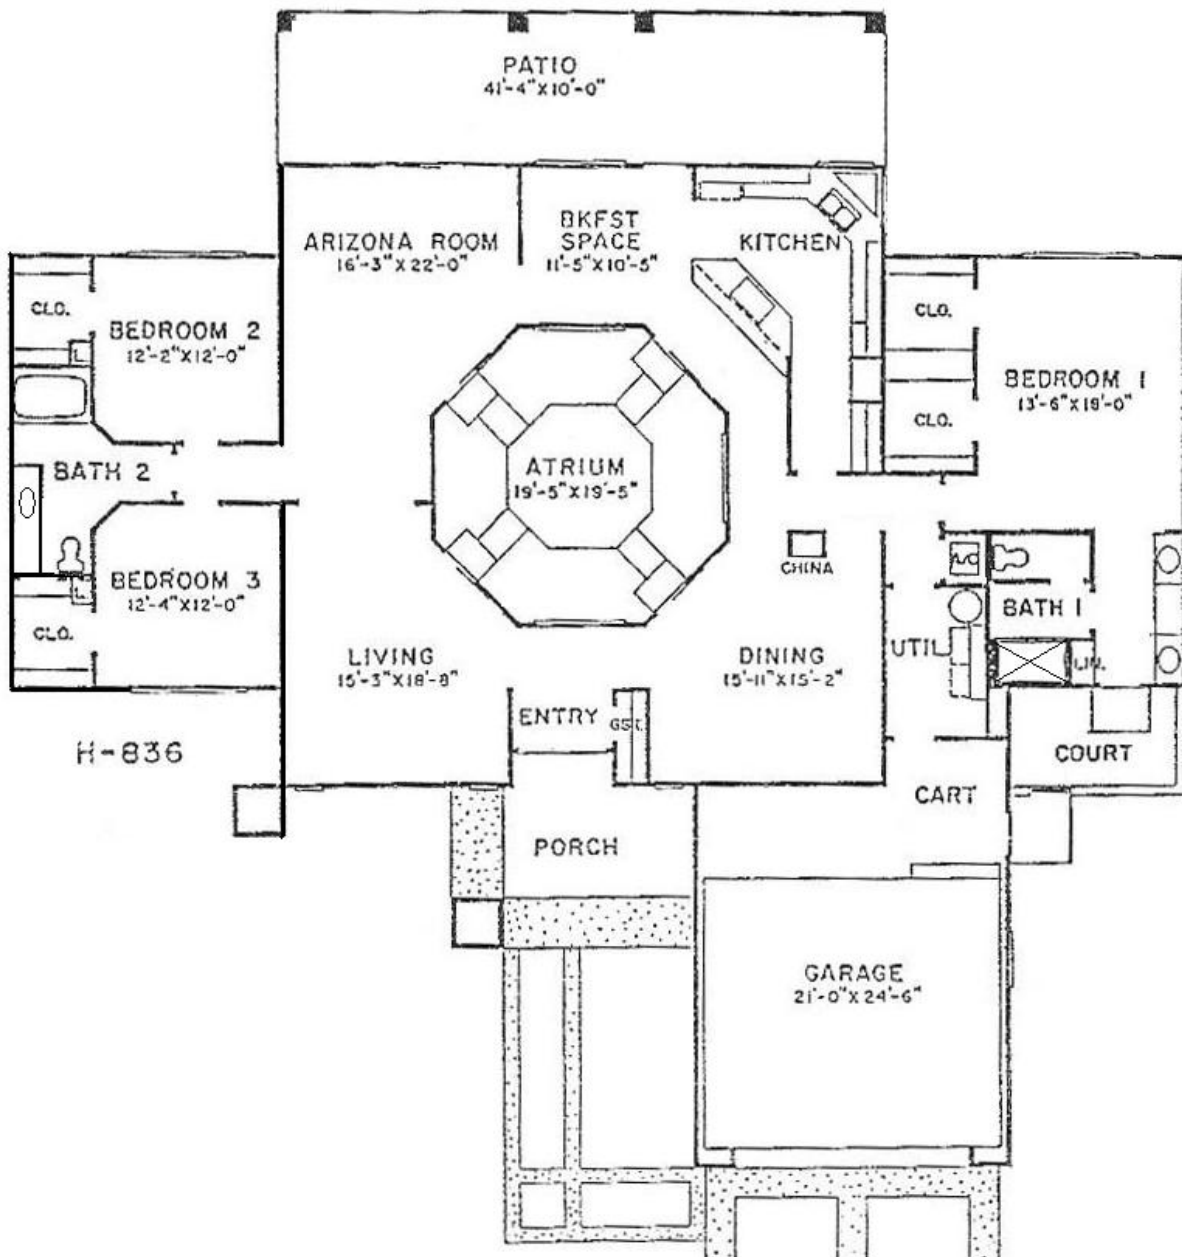 PATIO
41'-4"X10'-0"
ARIZONA ROOM
16'-3"X22'-0"
BKFST
SPACE
11'-5"X10'-5"
KITCHEN
CLO.
BEDROOM 2
12'-2"X12'-0"
L.
CLO.
BEDROOM 1
13'-6"X18'-0"
CLO.
BATH 2
ATRIUM
19'-5"X19'-5"
A/C
CHINA
BEDROOM 3
12'-4"X12'-0"
L.
CLO.
BATH 1
UTIL.
LIN.
LIVING
15'-3"X18'-8"
DINING
15'-11"X15'-2"
ENTRY
GST.
H-836
COURT
CART
PORCH
GARAGE
21'-0"X24'-6"